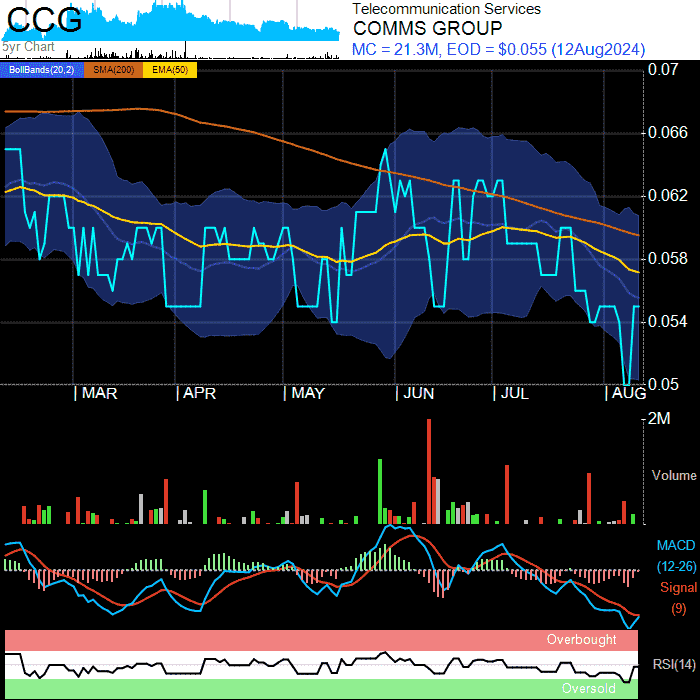 CCG
5yr Chart
Telecommunication Services
COMMS GROUP
MC = 21.3M, EOD = $0.055 (12Aug2024)
BollBands(20,2) SMA(200) EMA(50)
0.07
0.066
0.062
0.058
0.054
0.05
MAR APR MAY JUN JUL AUG
2M
Volume
MACD
(12-26)
Signal
(9)
Overbought
RSI(14)
Oversold